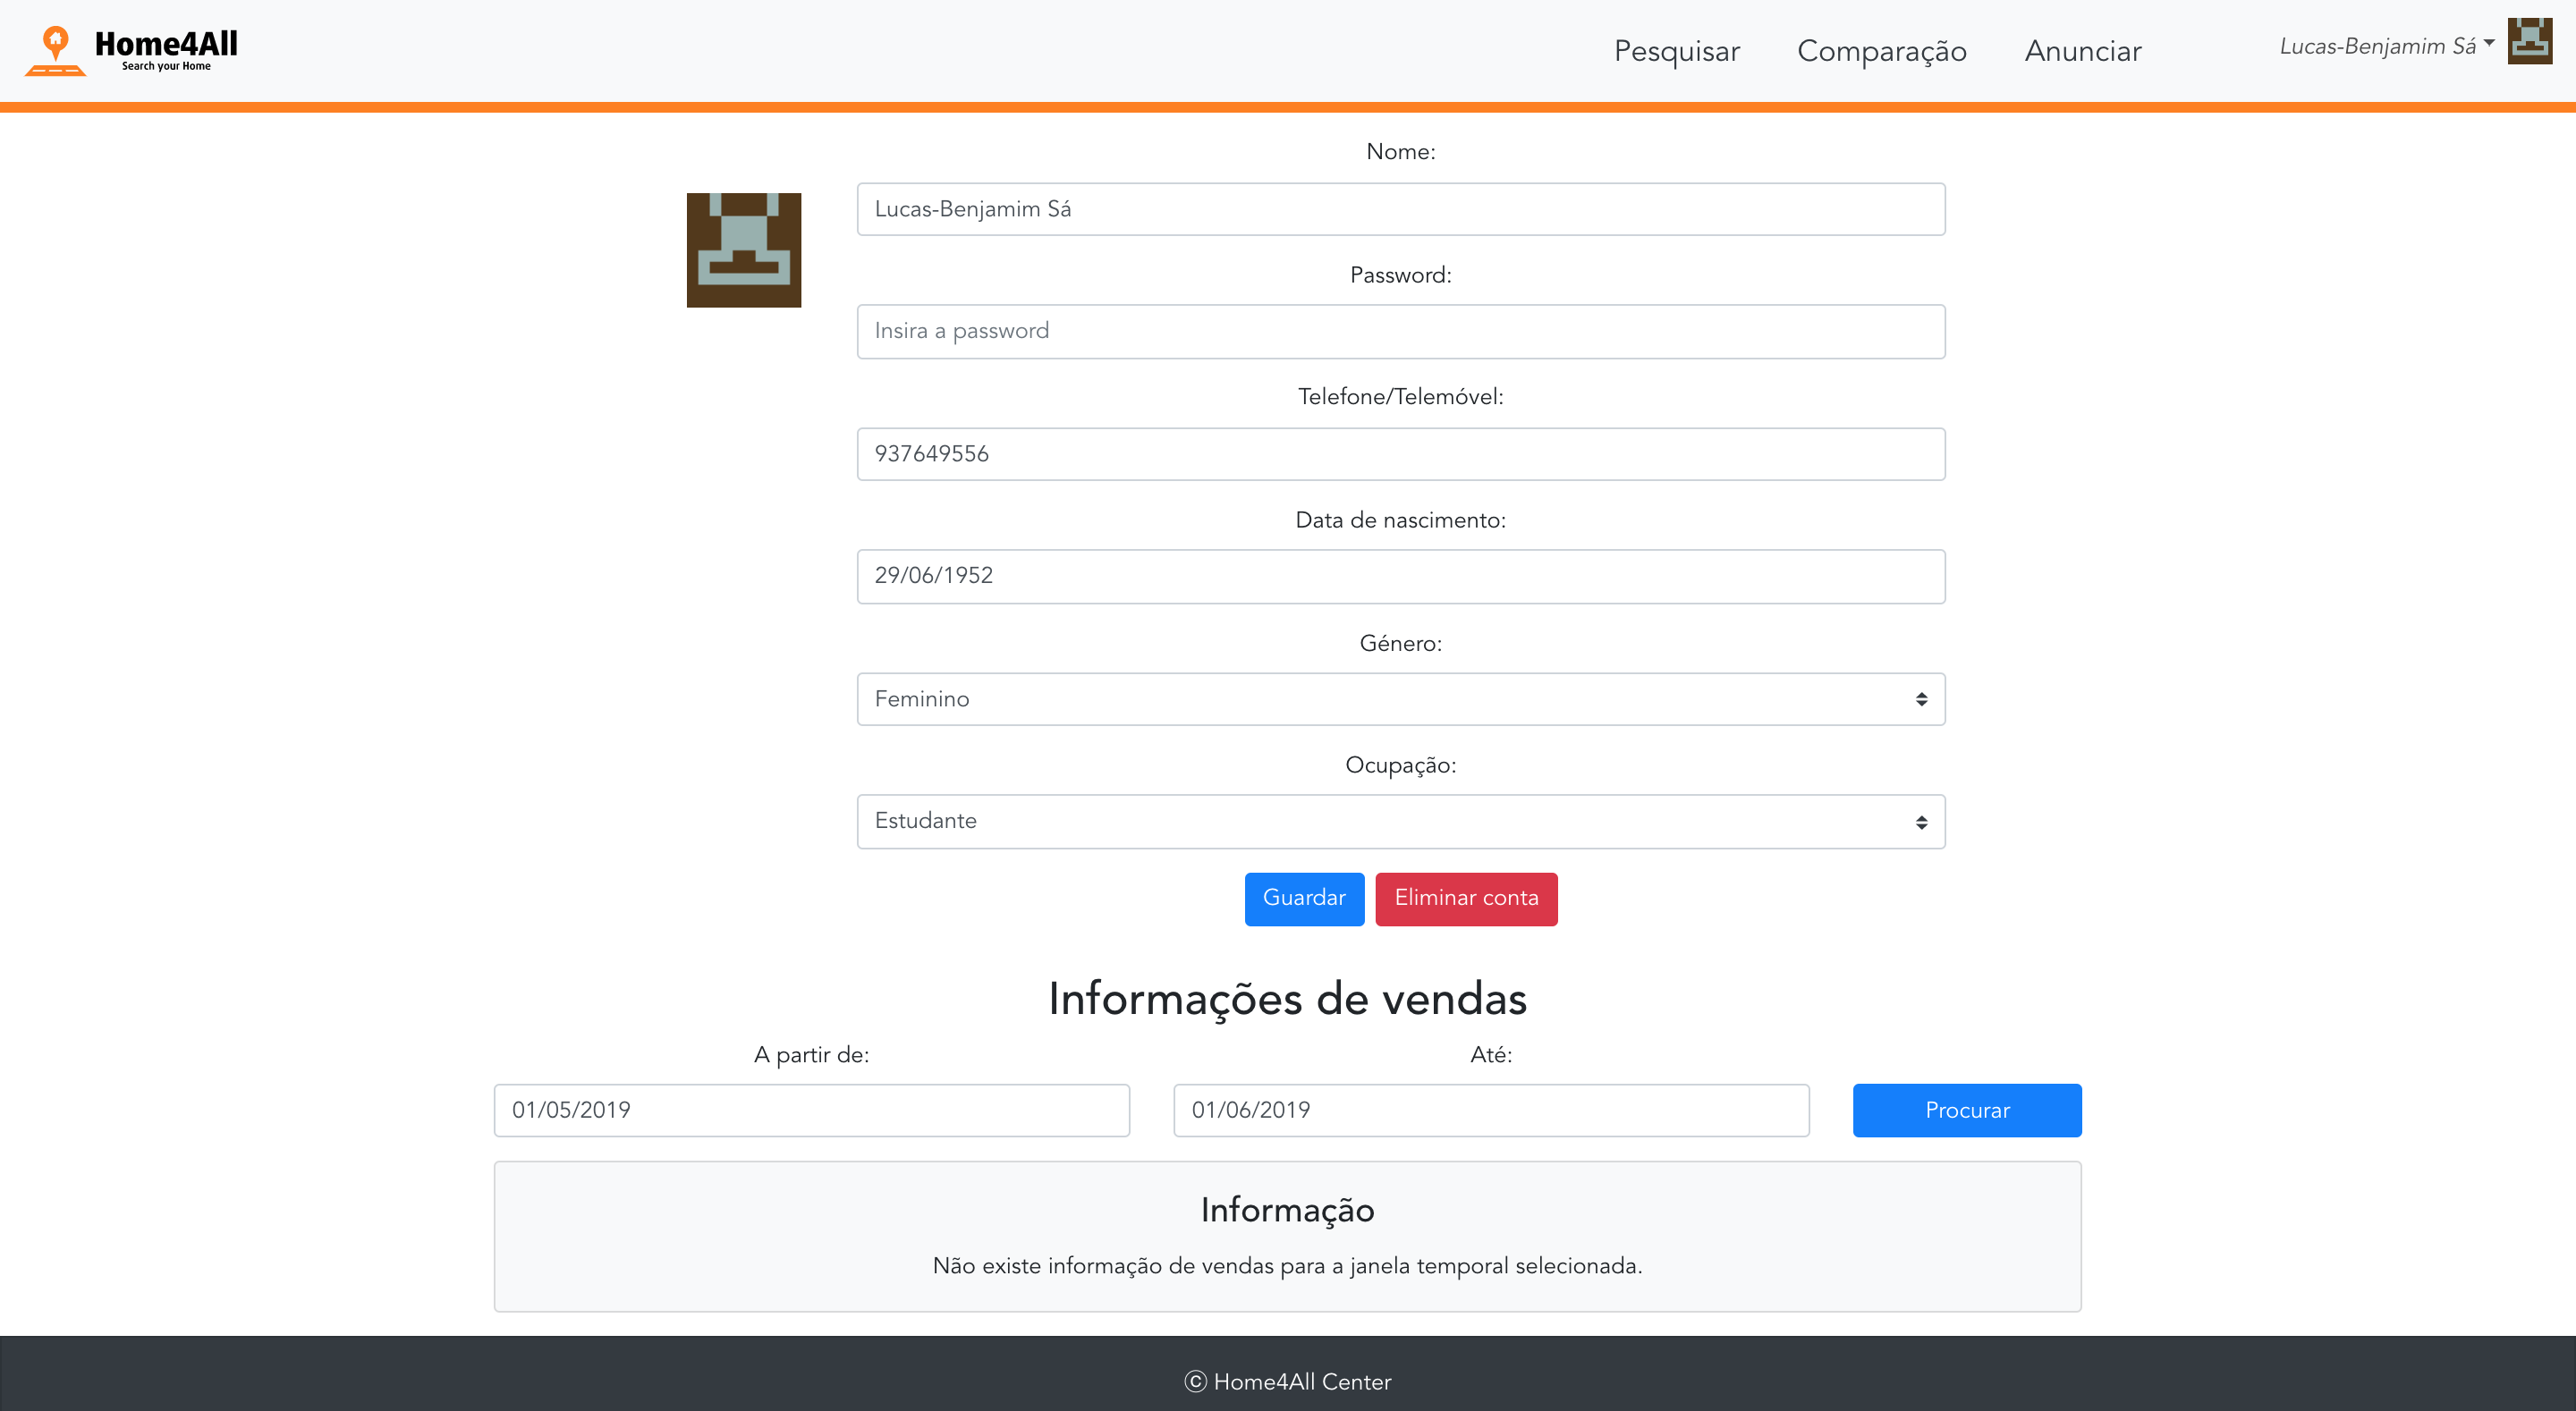 Home4All
Search your Home
Pesquisar Comparação Anunciar Lucas-Benjamim Sá
Nome:
Lucas-Benjamim Sá
Password:
Insira a password
Telefone/Telemóvel:
937649556
Data de nascimento:
29/06/1952
Género:
Feminino
Ocupação:
Estudante
Guardar Eliminar conta
Informações de vendas
A partir de: Até:
01/05/2019 01/06/2019 Procurar
Informação
Não existe informação de vendas para a janela temporal selecionada.
© Home4All Center